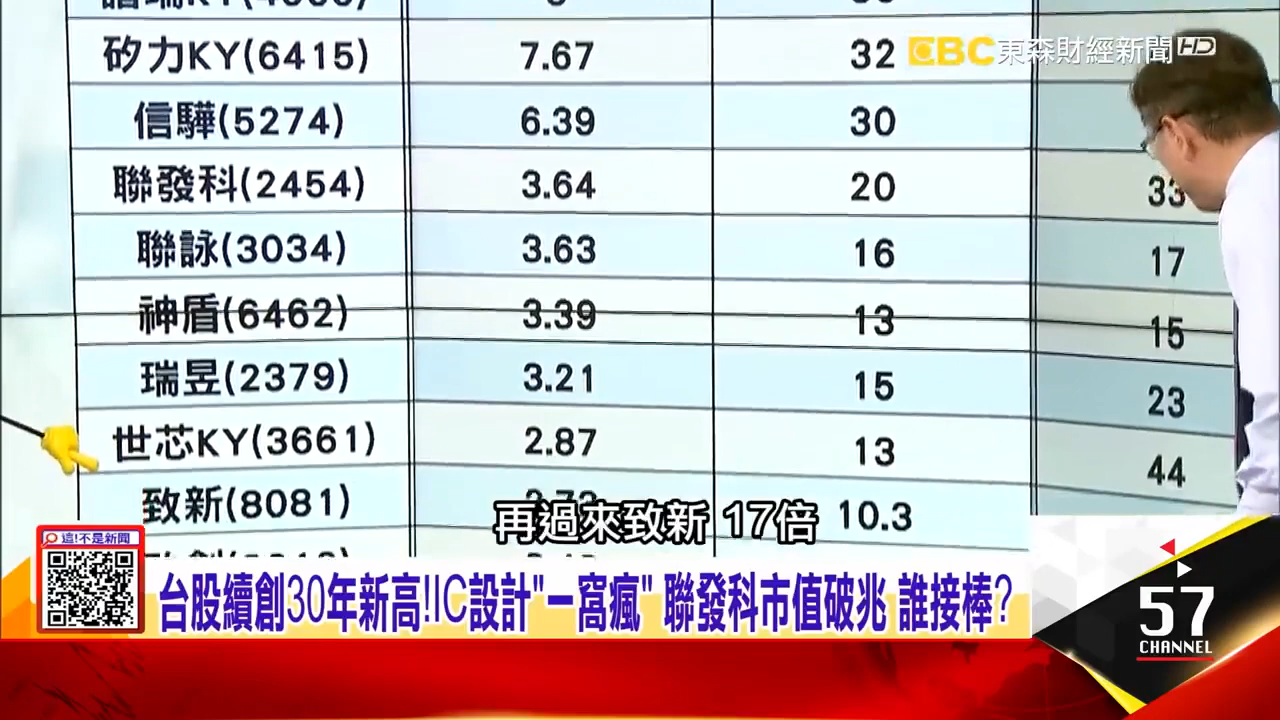 矽力KY(6415) 7.67 32
EBC 東森財經新聞 HD
信驊(5274) 6.39 30
聯發科(2454) 3.64 20 33
聯詠(3034) 3.63 16 17
神盾(6462) 3.39 13 15
瑞昱(2379) 3.21 15 23
世芯KY(3661) 2.87 13 44
致新(8081) 10.3
再過來致新 17倍
這!不是新聞
台股續創30年新高!IC設計"一窩瘋" 聯發科市值破兆 誰接棒?
57
CHANNEL